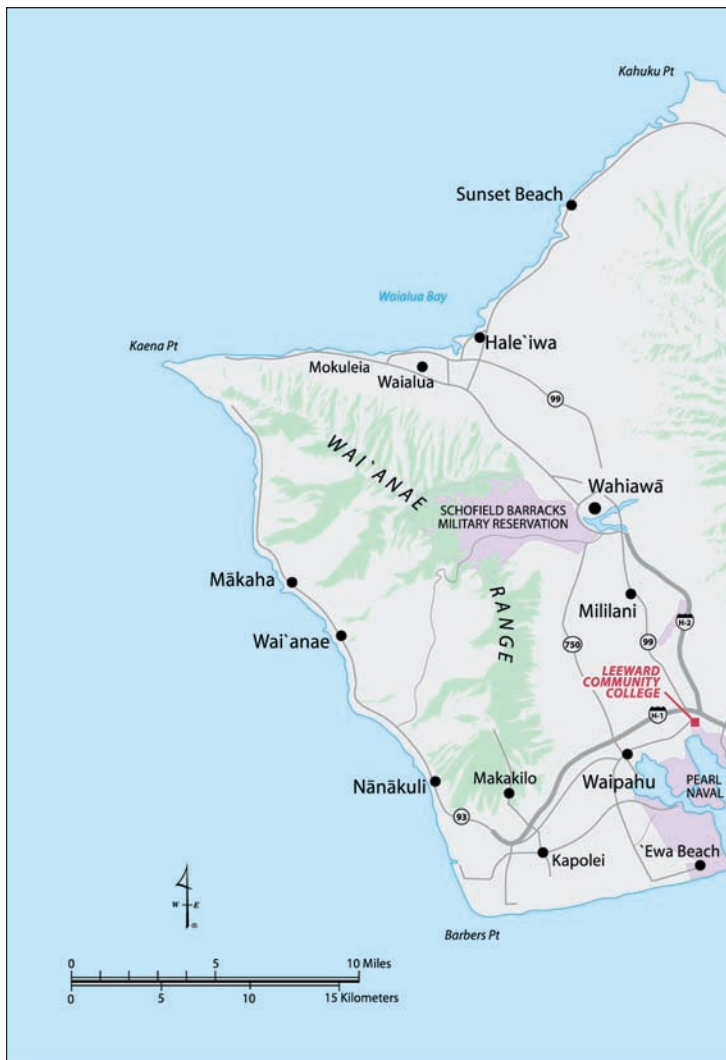 Kahuku Pt
Sunset Beach
Waialua Bay
Hale`iwa
Kaena Pt
Mokuleia
Waialua
99
WAI`ANAE
Wahiawā
SCHOFIELD BARRACKS
MILITARY RESERVATION
Mākaha
RANGE
Mililani
H-2
Wai`anae
750
99
LEEWARD
COMMUNITY
COLLEGE
H-1
Waipahu
PEARL
NAVAL
Nānākuli
Makakilo
93
Kapolei
`Ewa Beach
W E
Barbers Pt
0 5 10 Miles
0 5 10 15 Kilometers